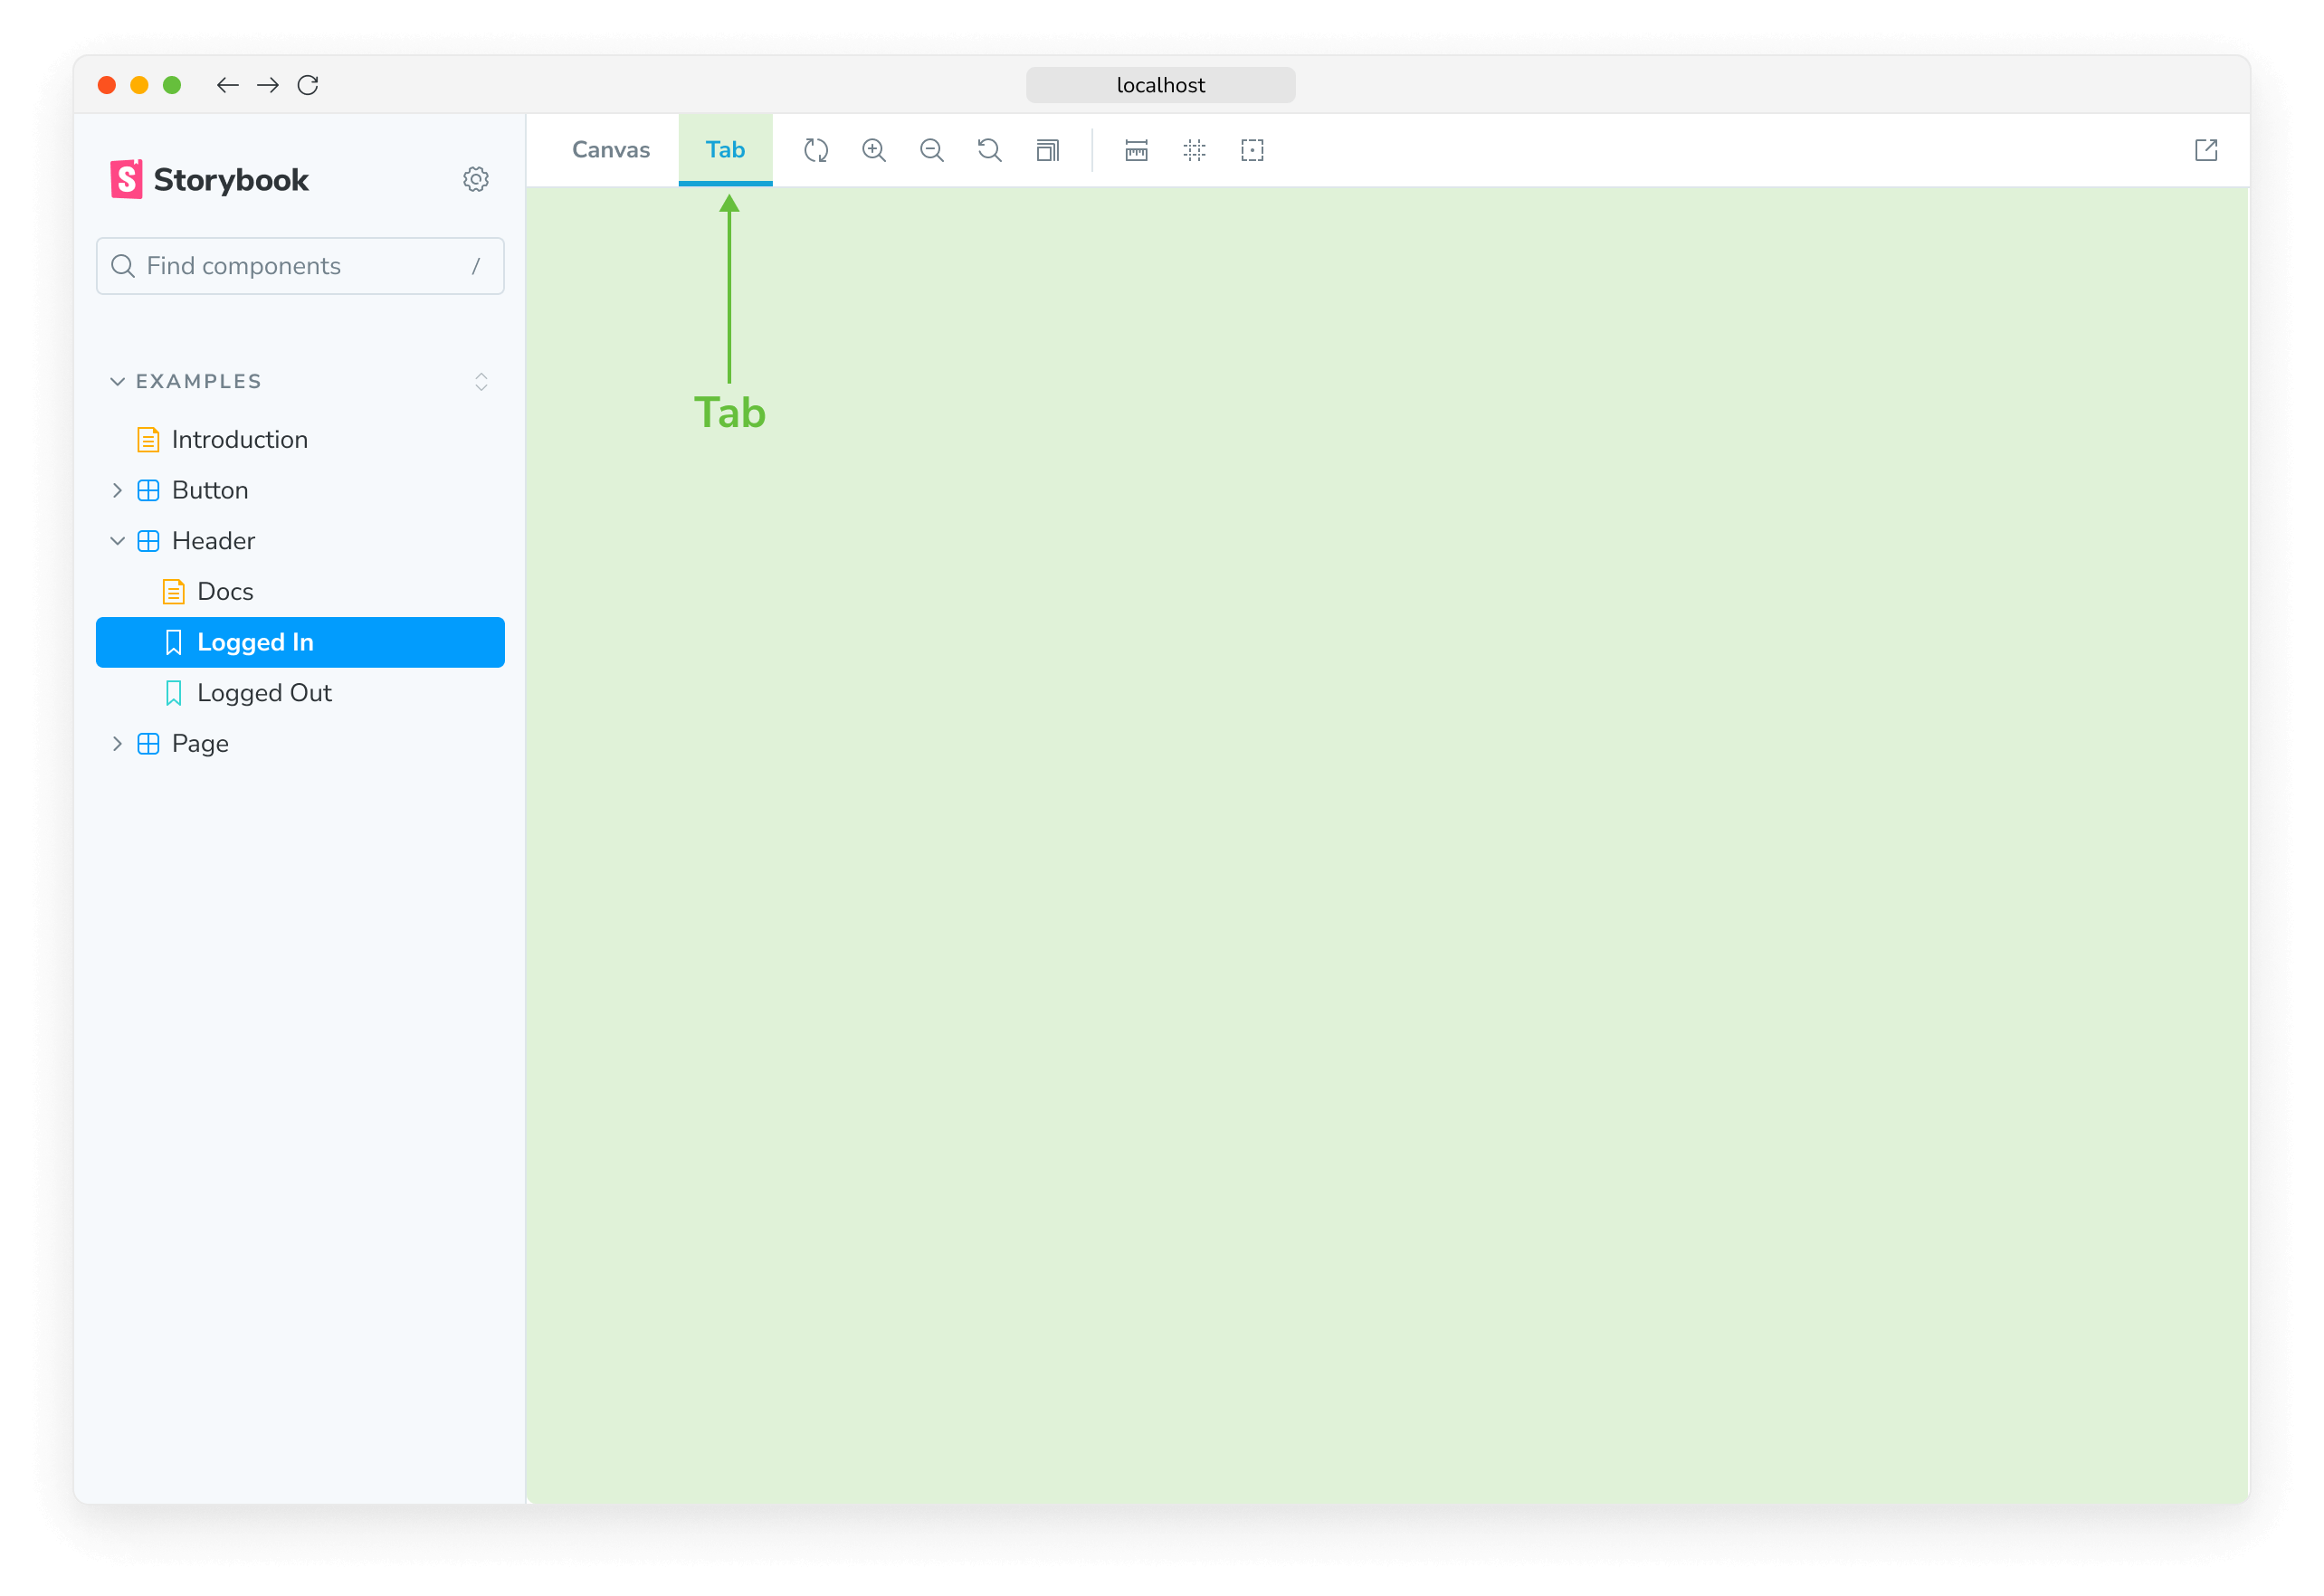 localhost
Storybook
Canvas
Tab
Find components
/
Tab
EXAMPLES
Introduction
Button
Header
Docs
Logged In
Logged Out
Page